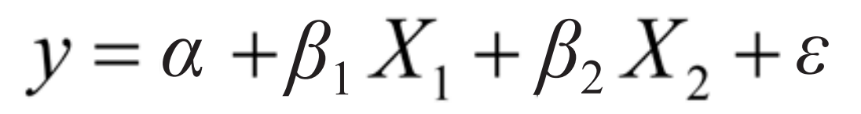 y = α + β₁ X₁ + β₂ X₂ + ε